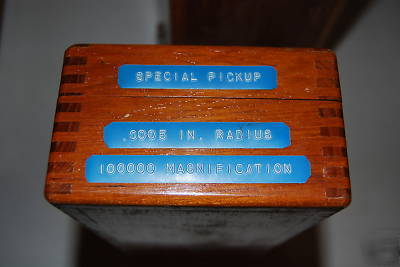 SPECIAL PICKUP
.0005 IN. RADIUS
100000 MAGNIFICATION